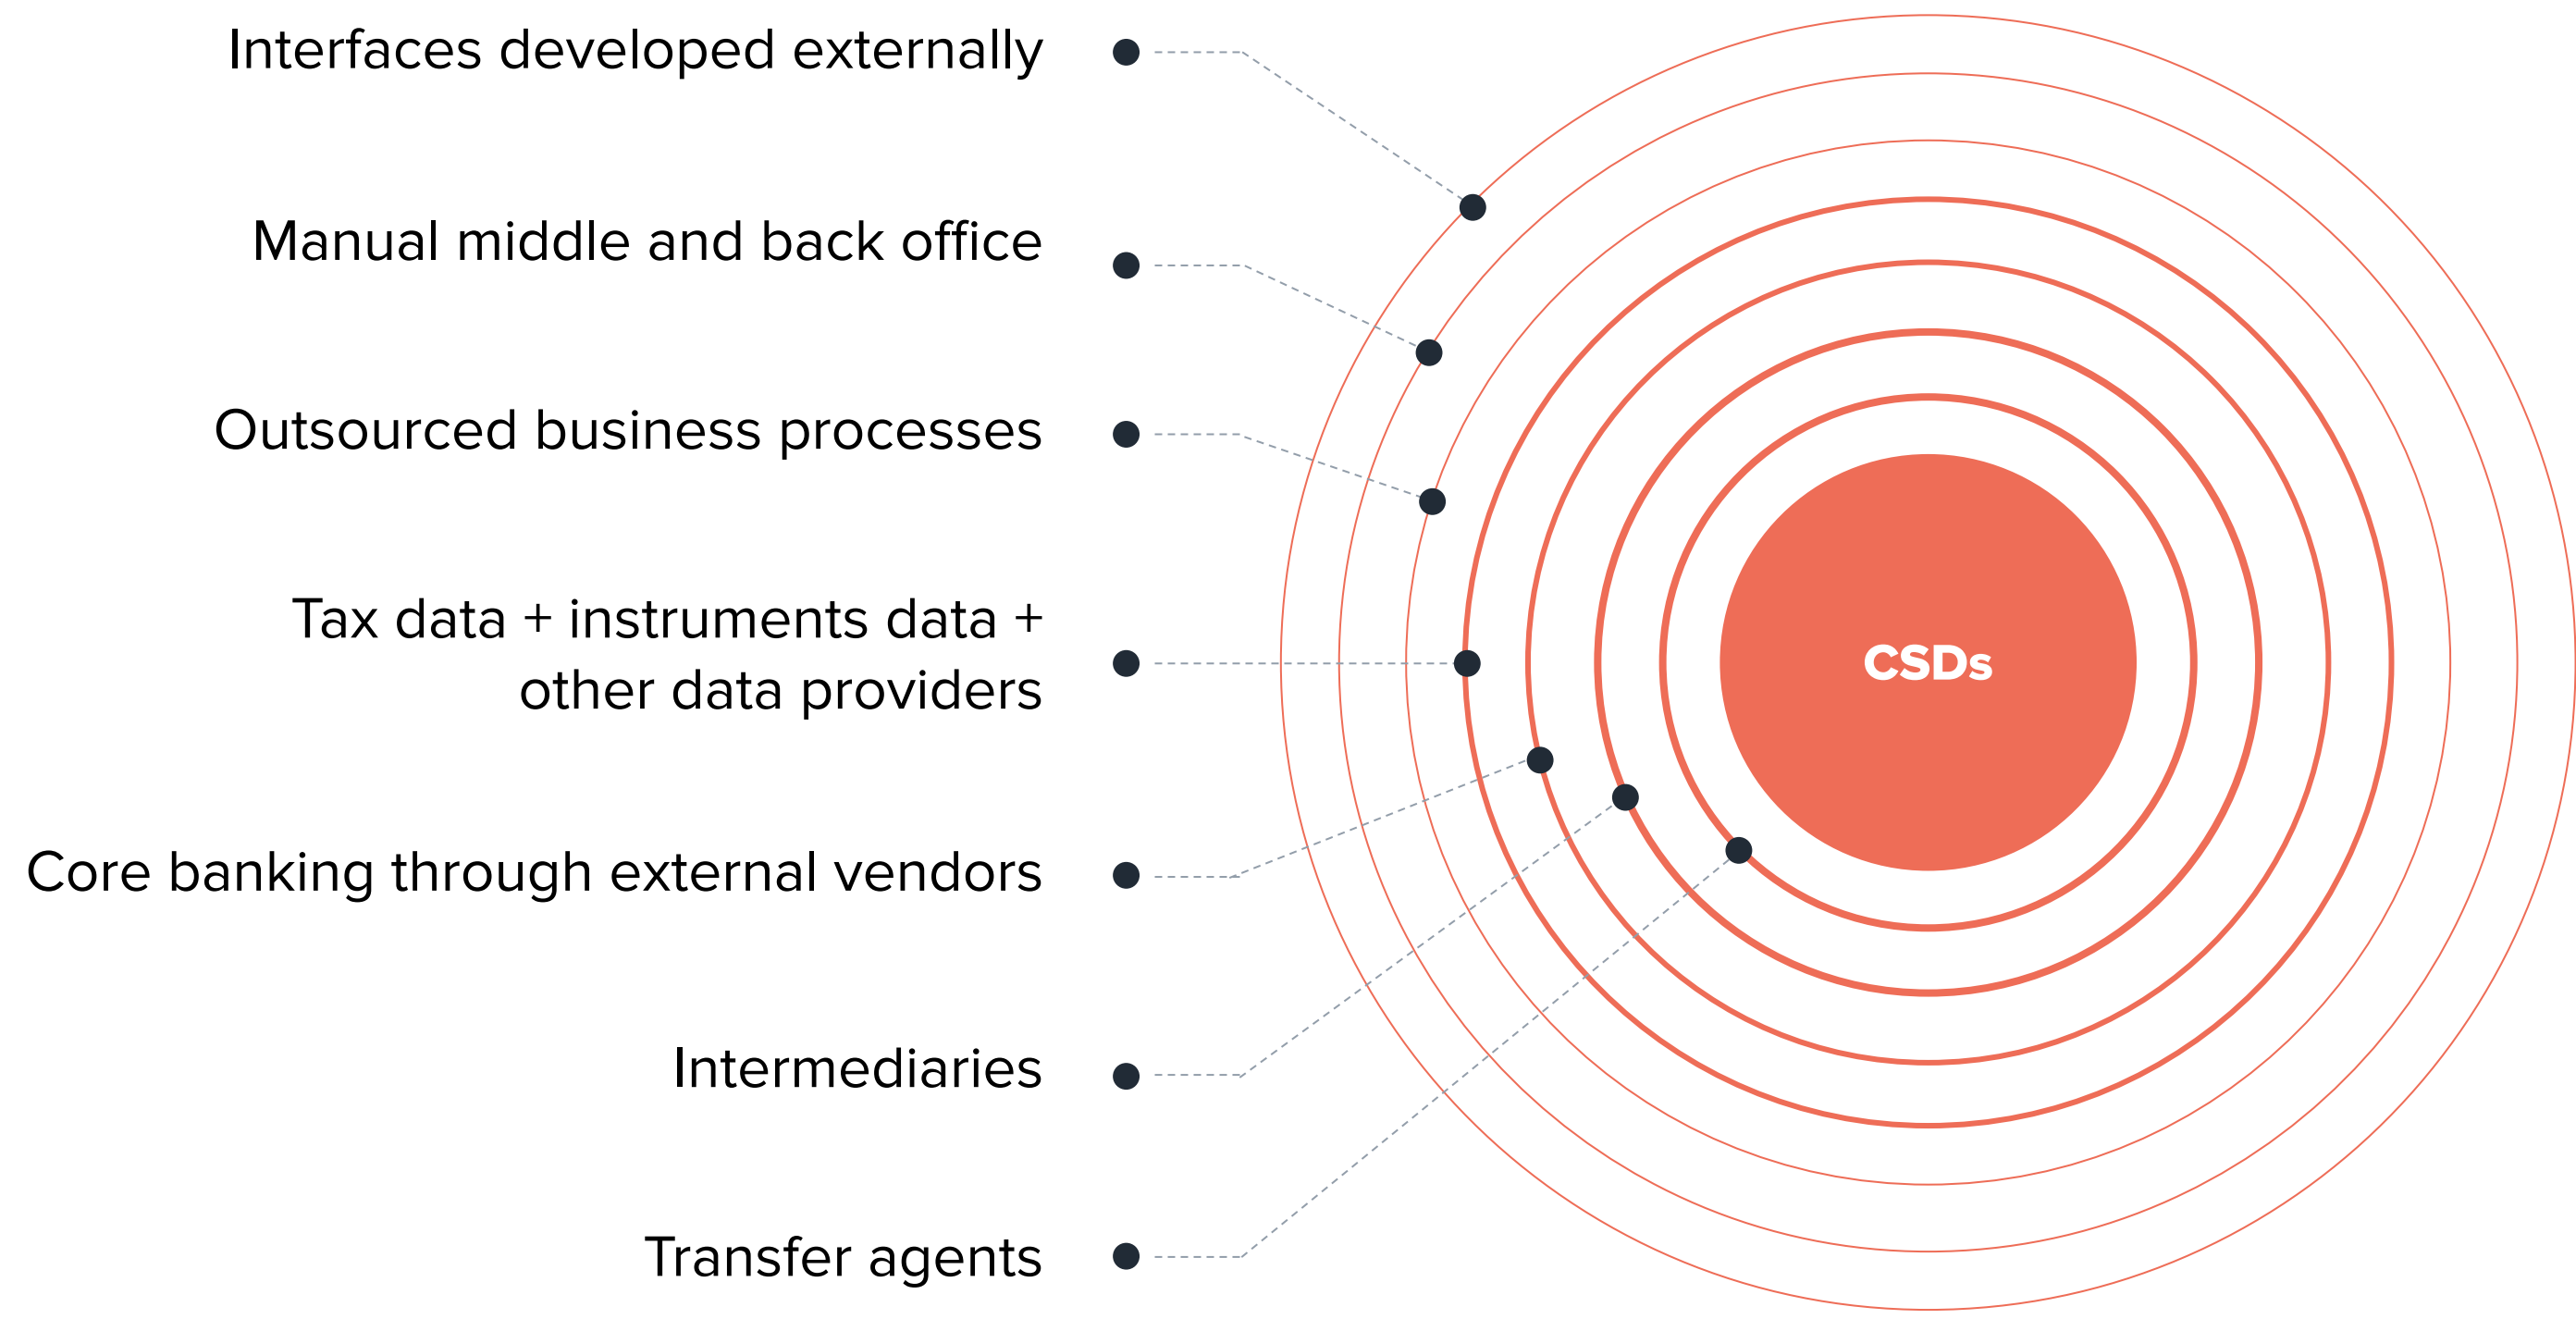 Interfaces developed externally
Manual middle and back office
Outsourced business processes
Tax data + instruments data +
other data providers
CSDs
Core banking through external vendors
Intermediaries
Transfer agents